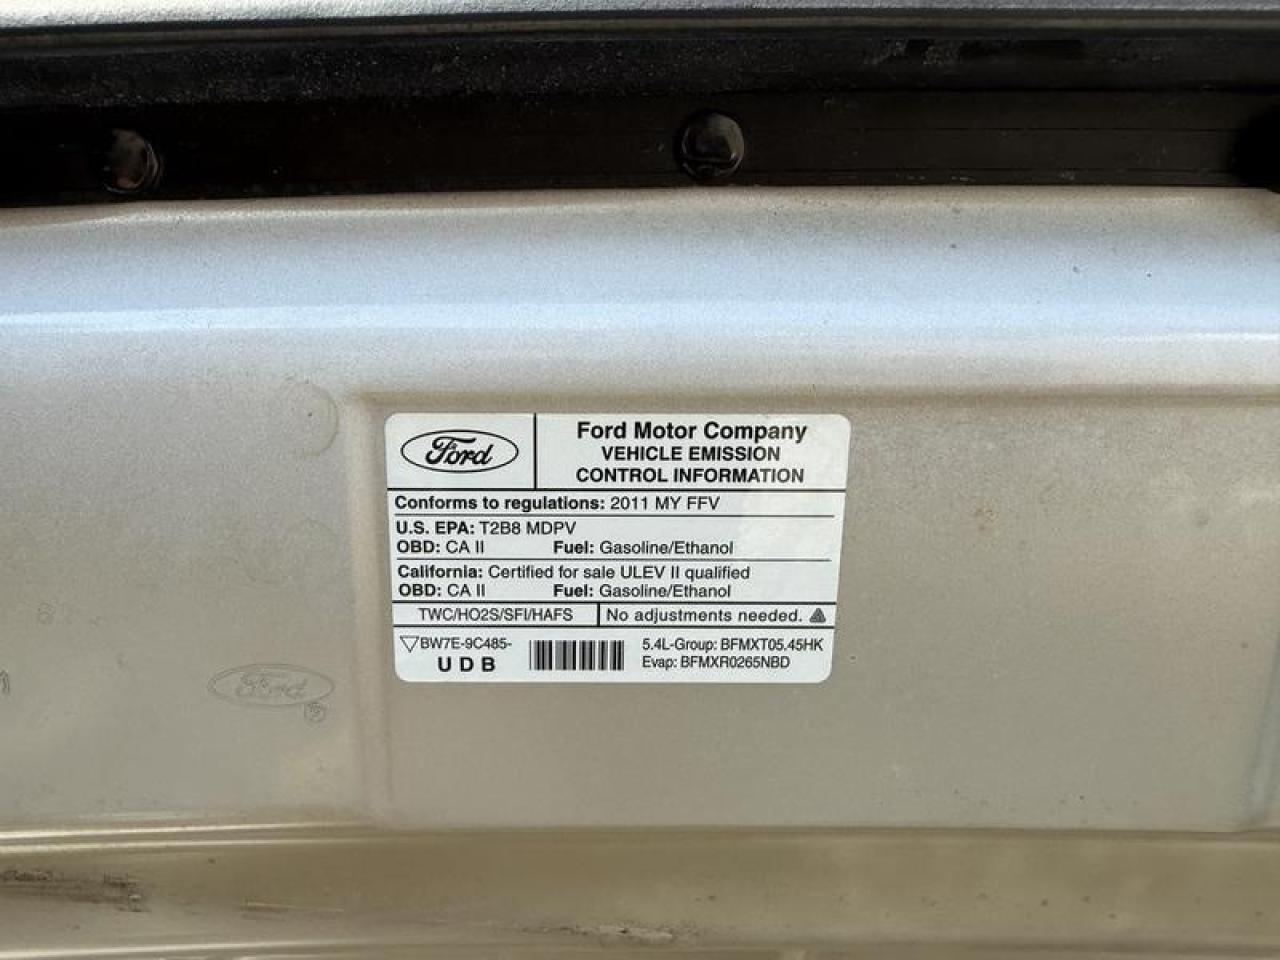 Ford
Ford Motor Company
VEHICLE EMISSION
CONTROL INFORMATION
Conforms to regulations: 2011 MY FFV
U.S. EPA: T2B8 MDPV
OBD: CA II Fuel: Gasoline/Ethanol
California: Certified for sale ULEV II qualified
OBD: CA II Fuel: Gasoline/Ethanol
TWC/HO2S/SFI/HAFS No adjustments needed.
BW7E-9C485- 5.4L-Group: BFMXT05.45HK
U D B Evap: BFMXR0265NBD
Ford